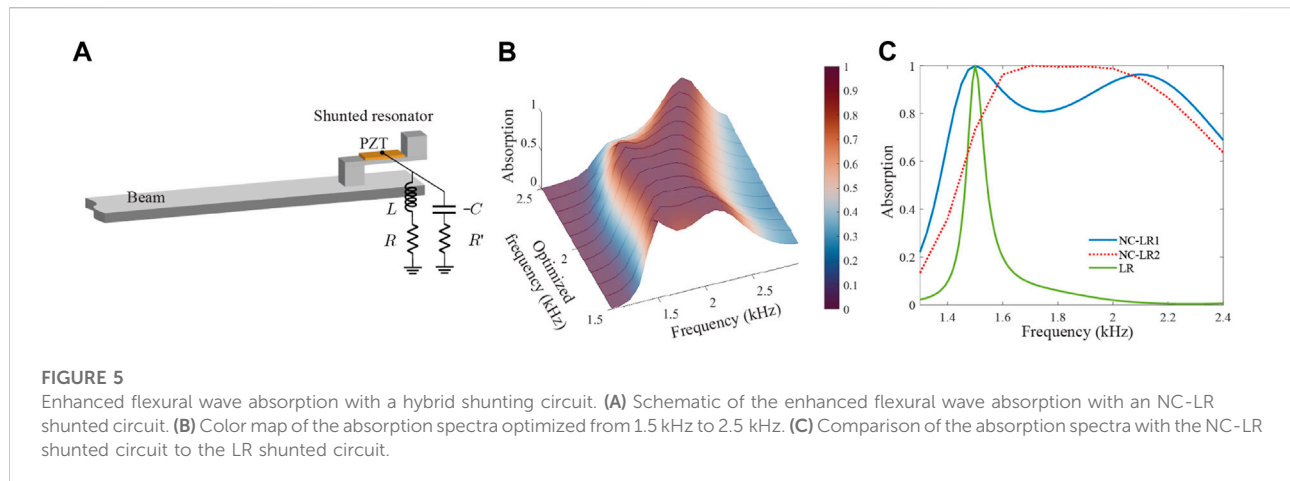 A
Shunted resonator
PZT
Beam
L
-C
R
R'
B
Absorption
1
0.5
0
2.5
2
1.5
Optimized
frequency (kHz)
1.5
2
2.5
Frequency (kHz)
1
0.9
0.8
0.7
0.6
0.5
0.4
0.3
0.2
0.1
0
C
Absorption
1
0.8
0.6
0.4
0.2
0
NC-LR1
NC-LR2
LR
1.4
1.6
1.8
2
2.2
2.4
Frequency (kHz)
FIGURE 5
Enhanced flexural wave absorption with a hybrid shunting circuit. (A) Schematic of the enhanced flexural wave absorption with an NC-LR
shunted circuit. (B) Color map of the absorption spectra optimized from 1.5 kHz to 2.5 kHz. (C) Comparison of the absorption spectra with the NC-LR
shunted circuit to the LR shunted circuit.